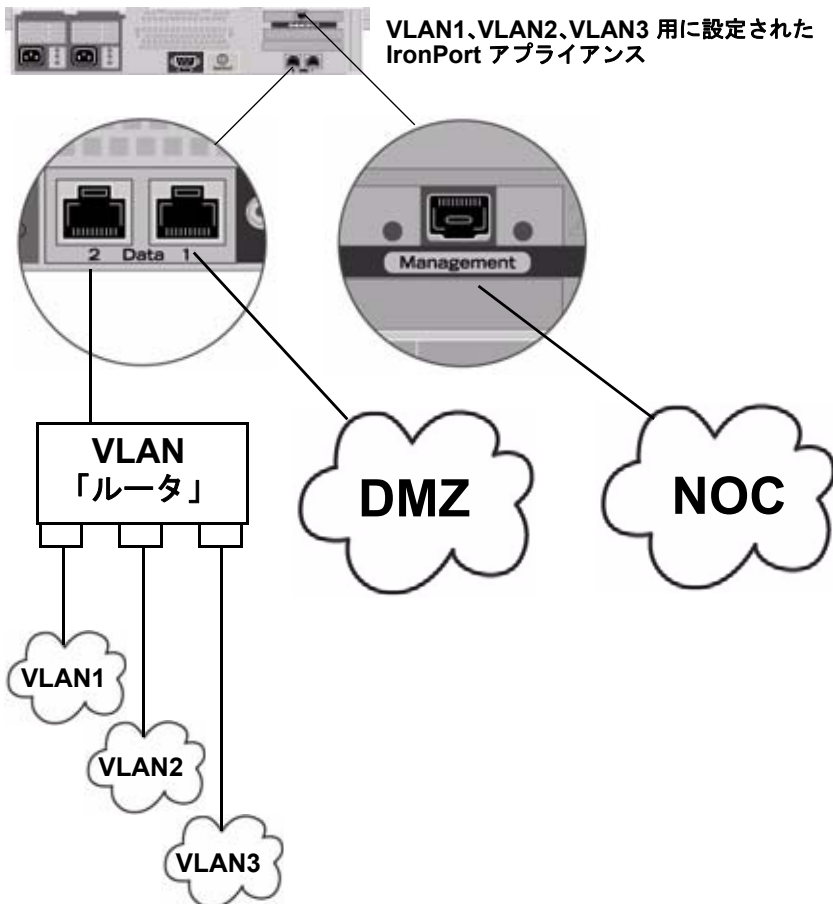 VLAN1、VLAN2、VLAN3 用に設定された
IronPort アプライアンス
2 Data 1
Management
VLAN
「ルータ」
DMZ
NOC
VLAN1
VLAN2
VLAN3